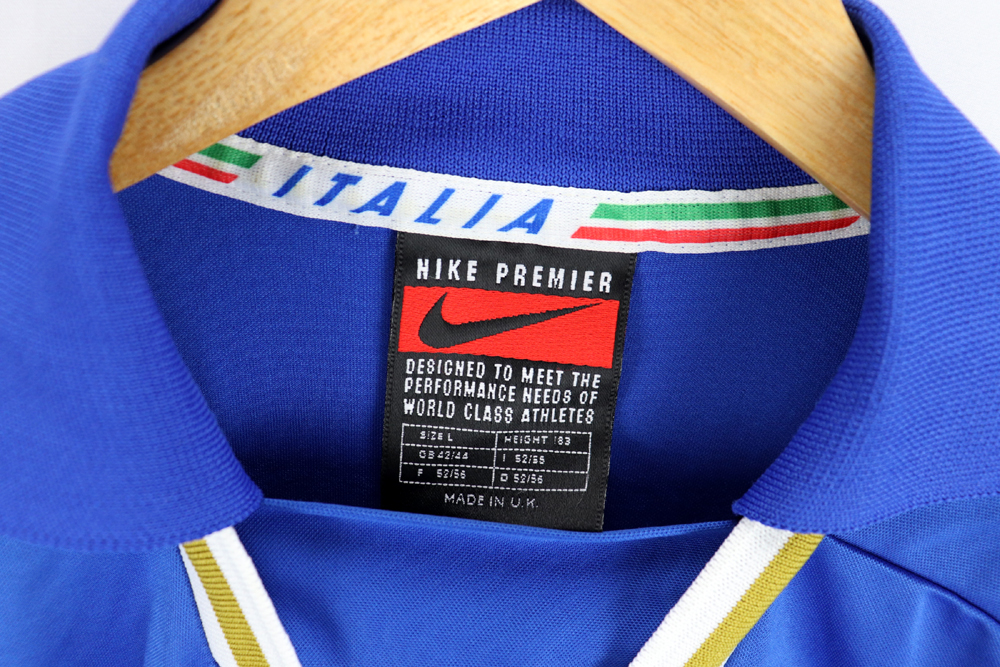 ITALIA
NIKE PREMIER
DESIGNED TO MEET THE
PERFORMANCE NEEDS OF
WORLD CLASS ATHLETES
SIZE L HEIGHT 183
GB 42/44 I 52/56
F 52/56 D 52/56
MADE IN U.K.